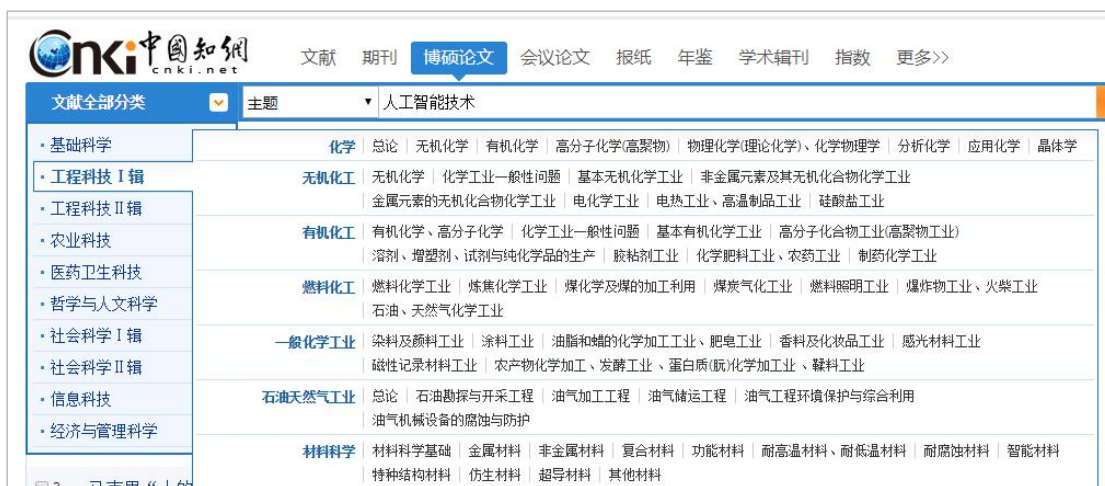 Cnki中國知網
cnki.net
文献 期刊 博硕论文 会议论文 报纸 年鉴 学术辑刊 指数 更多>>
文献全部分类 主题 人工智能技术
·基础科学
·工程科技Ⅰ辑
·工程科技Ⅱ辑
·农业科技
·医药卫生科技
·哲学与人文科学
·社会科学Ⅰ辑
·社会科学Ⅱ辑
·信息科技
·经济与管理科学
化学 总论 | 无机化学 | 有机化学 | 高分子化学(高聚物) | 物理化学(理论化学)、化学物理学 | 分析化学 | 应用化学 | 晶体学
无机化工 无机化学 | 化学工业一般性问题 | 基本无机化学工业 | 非金属元素及其无机化合物化学工业
金属元素的无机化合物化学工业 | 电化学工业 | 电热工业、高温制品工业 | 硅酸盐工业
有机化工 有机化学、高分子化学 | 化学工业一般性问题 | 基本有机化学工业 | 高分子化合物工业(高聚物工业)
溶剂、增塑剂、试剂与纯化学品的生产 | 胶粘剂工业 | 化学肥料工业、农药工业 | 制药化学工业
燃料化工 燃料化学工业 | 炼焦化学工业 | 煤化学及煤的加工利用 | 煤炭气化工业 | 燃料照明工业 | 爆炸物工业、火柴工业
石油、天然气化学工业
一般化学工业 染料及颜料工业 | 涂料工业 | 油脂和蜡的化学加工工业、肥皂工业 | 香料及化妆品工业 | 感光材料工业
磁性记录材料工业 | 农产物化学加工、发酵工业 、蛋白质(朊)化学加工业 、鞣料工业
石油天然气工业 总论 | 石油勘探与开采工程 | 油气加工工程 | 油气储运工程 | 油气工程环境保护与综合利用
油气机械设备的腐蚀与防护
材料科学 材料科学基础 | 金属材料 | 非金属材料 | 复合材料 | 功能材料 | 耐高温材料、耐低温材料 | 耐腐蚀材料 | 智能材料
特种结构材料 | 仿生材料 | 超导材料 | 其他材料